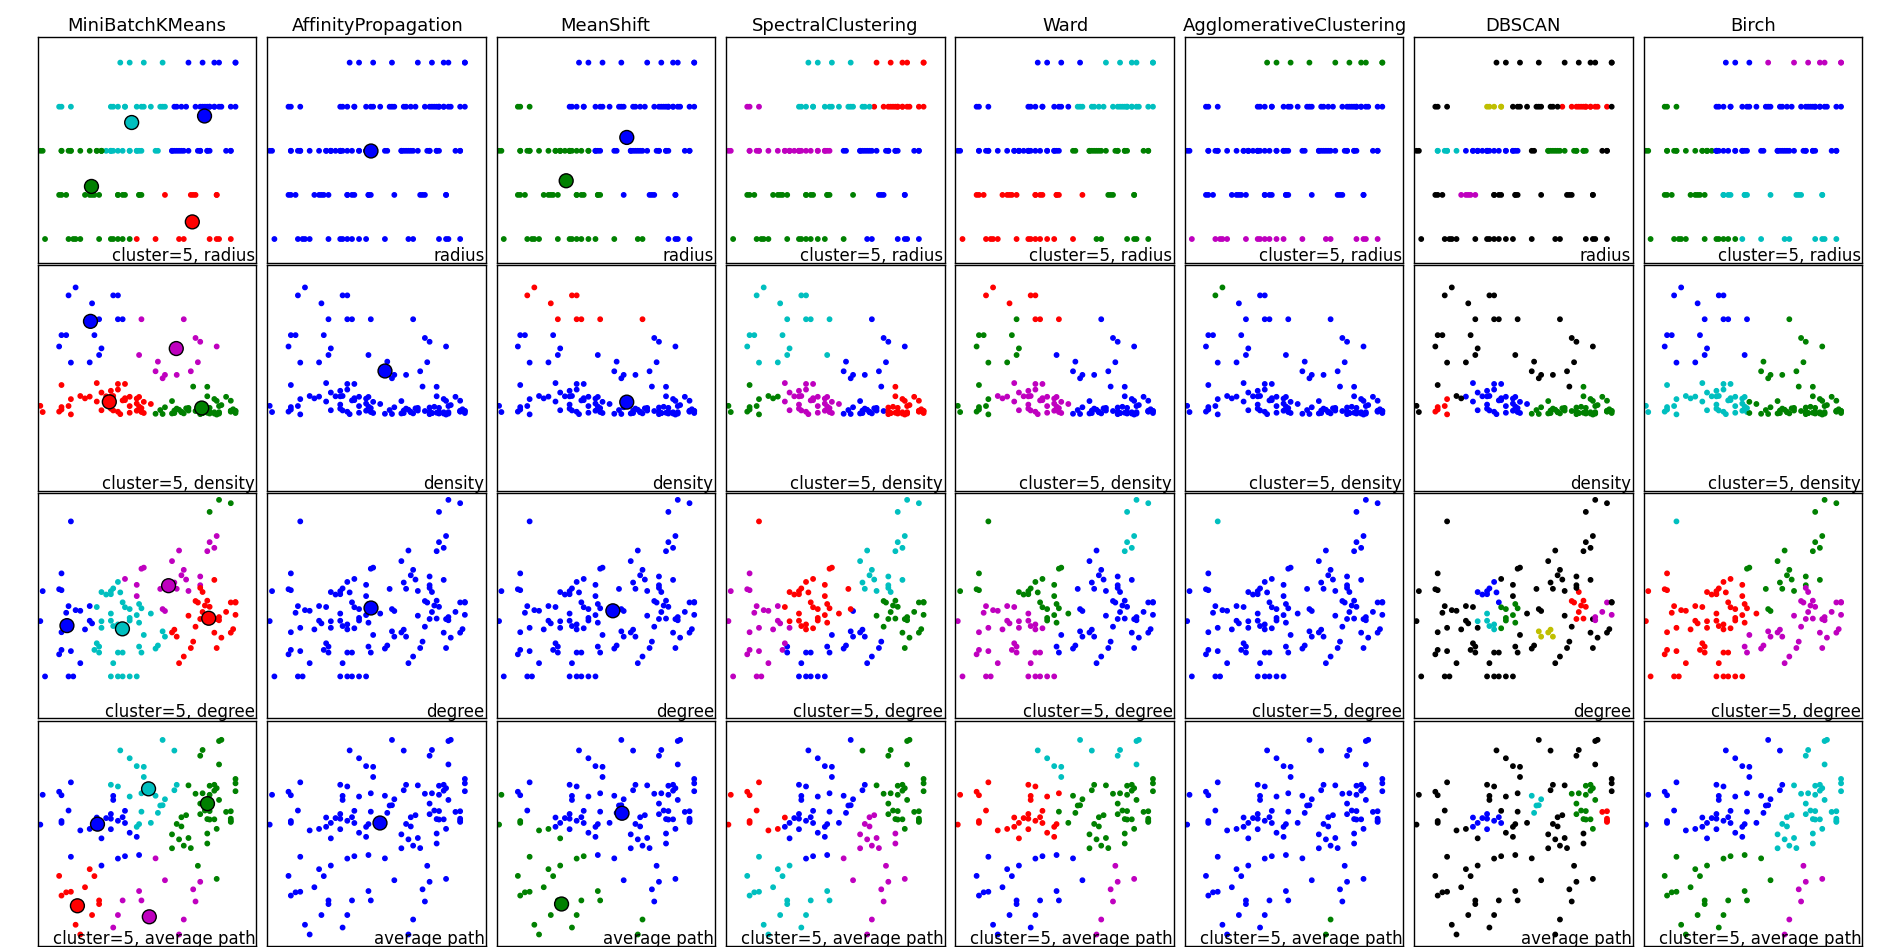 MiniBatchKMeans AffinityPropagation MeanShift SpectralClustering Ward AgglomerativeClustering DBSCAN Birch
cluster=5, radius radius radius cluster=5, radius cluster=5, radius cluster=5, radius radius cluster=5, radius
cluster=5, density density density cluster=5, density cluster=5, density cluster=5, density density cluster=5, density
cluster=5, degree degree degree cluster=5, degree cluster=5, degree cluster=5, degree degree cluster=5, degree
cluster=5, average path average path average path cluster=5, average path cluster=5, average path cluster=5, average path average path cluster=5, average path